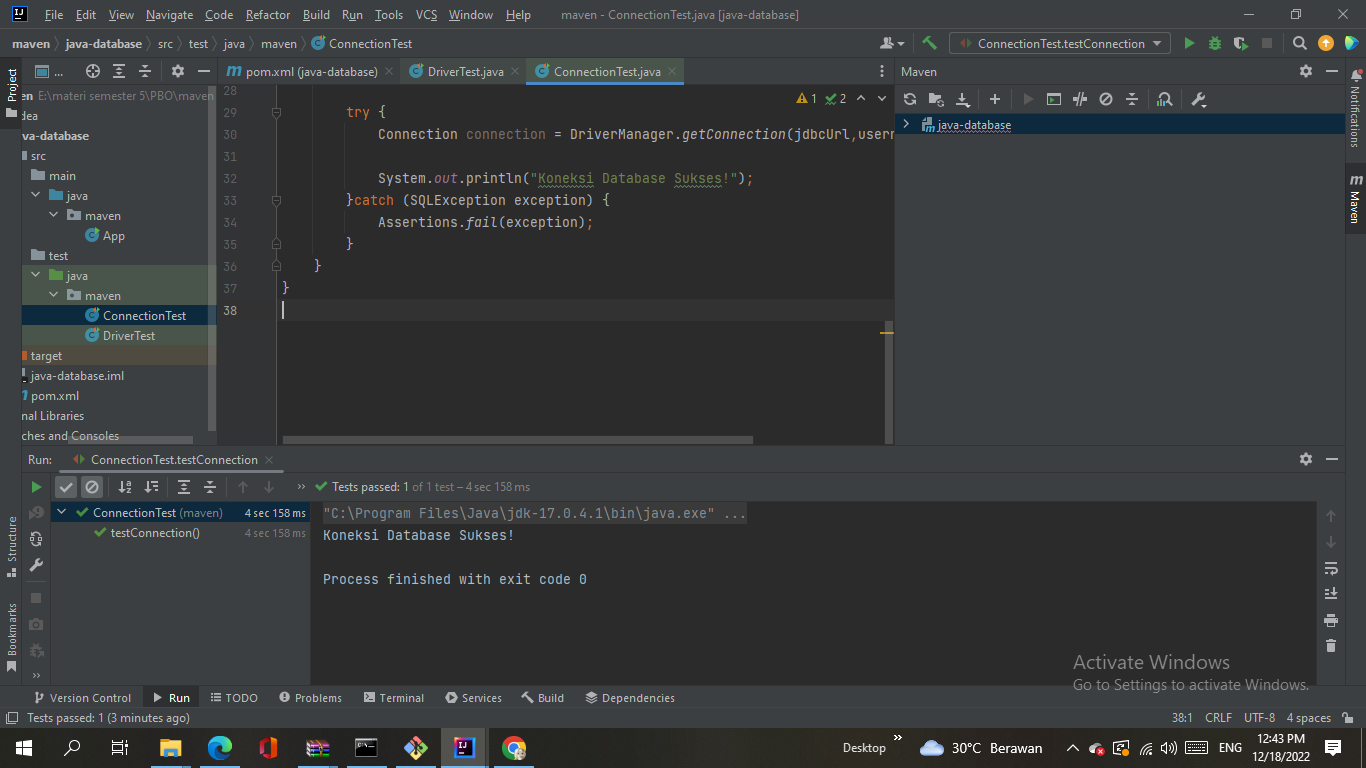 File Edit View Navigate Code Refactor Build Run Tools VCS Window Help maven - ConnectionTest.java [java-database]
maven java-database src test java maven ConnectionTest ConnectionTest.testConnection
Project
...
en E:\materi semester 5\PBO\maven
dea
va-database
src
main
java
maven
App
test
java
maven
ConnectionTest
DriverTest
target
java-database.iml
pom.xml
nal Libraries
ches and Consoles
pom.xml (java-database) DriverTest.java ConnectionTest.java
1 2
28
29 try {
30 Connection connection = DriverManager.getConnection(jdbcUrl,usern
31
32 System.out.println("Koneksi Database Sukses!");
33 }catch (SQLException exception) {
34 Assertions.fail(exception);
35 }
36 }
37 }
38
Maven
java-database
Notifications
Maven
Run: ConnectionTest.testConnection
Tests passed: 1 of 1 test – 4 sec 158 ms
ConnectionTest (maven) 4 sec 158 ms
testConnection() 4 sec 158 ms
"C:\Program Files\Java\jdk-17.0.4.1\bin\java.exe" ...
Koneksi Database Sukses!
Process finished with exit code 0
Structure
Bookmarks
Activate Windows
Go to Settings to activate Windows.
Version Control Run TODO Problems Terminal Services Build Dependencies
Tests passed: 1 (3 minutes ago) 38:1 CRLF UTF-8 4 spaces
Desktop 30°C Berawan ENG 12:43 PM
12/18/2022